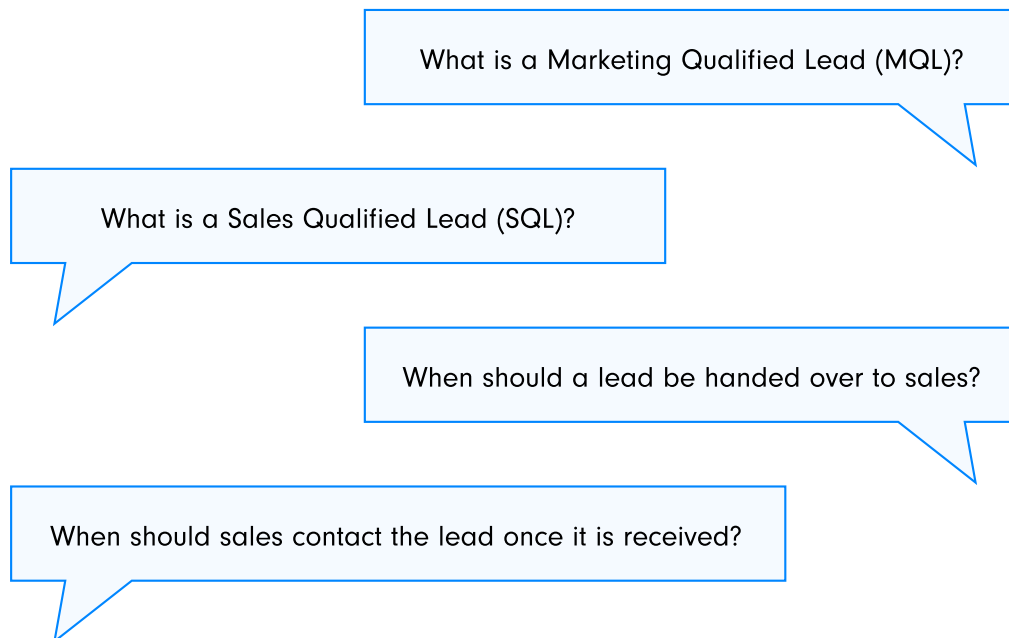 What is a Marketing Qualified Lead (MQL)?
What is a Sales Qualified Lead (SQL)?
When should a lead be handed over to sales?
When should sales contact the lead once it is received?